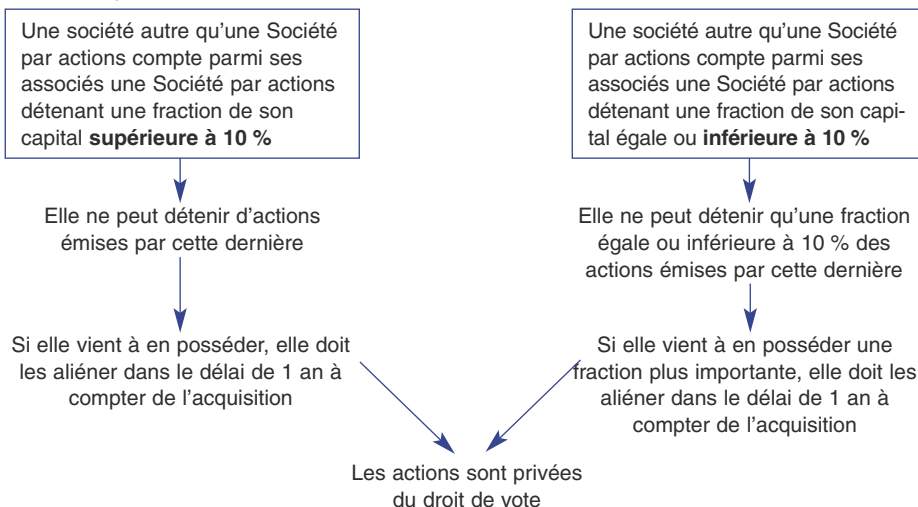 Une société autre qu'une Société
par actions compte parmi ses
associés une Société par actions
détenant une fraction de son
capital supérieure à 10 %
Elle ne peut détenir d'actions
émises par cette dernière
Si elle vient à en posséder, elle doit
les aliéner dans le délai de 1 an à
compter de l'acquisition
Une société autre qu'une Société
par actions compte parmi ses
associés une Société par actions
détenant une fraction de son capi-
tal égale ou inférieure à 10 %
Elle ne peut détenir qu'une fraction
égale ou inférieure à 10 % des
actions émises par cette dernière
Si elle vient à en posséder une
fraction plus importante, elle doit les
aliéner dans le délai de 1 an à
compter de l'acquisition
Les actions sont privées
du droit de vote